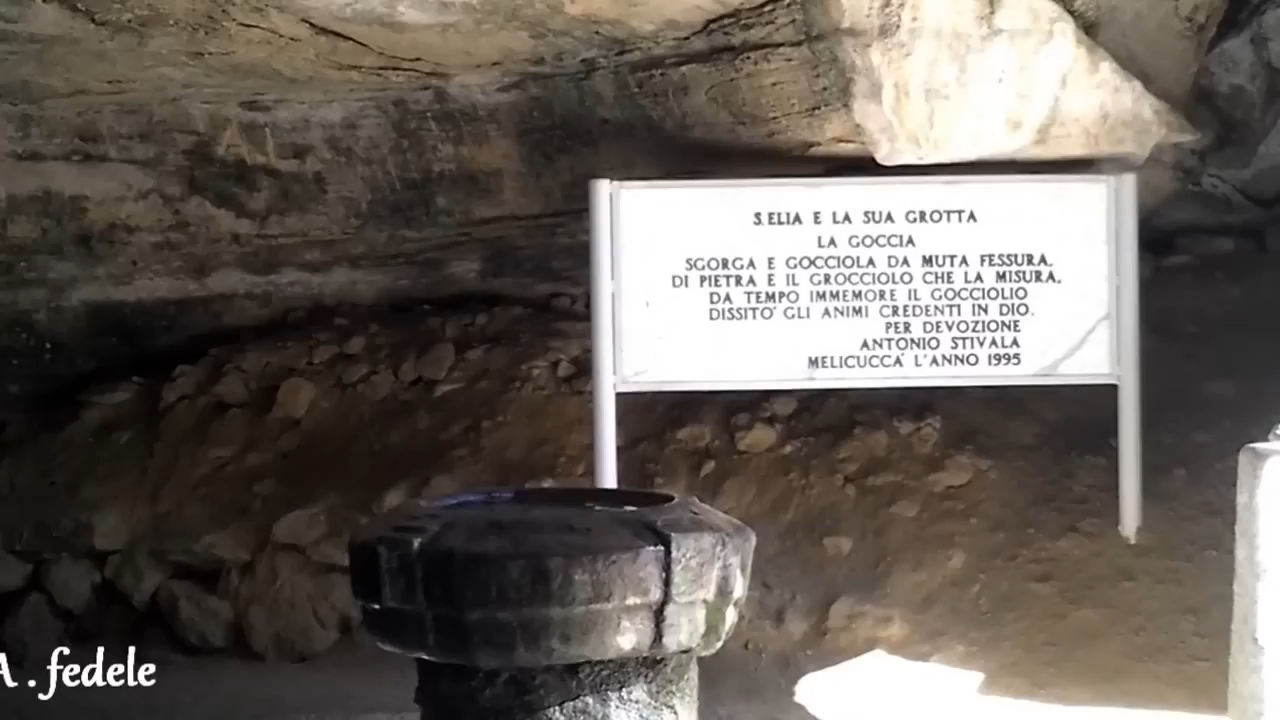 S.ELIA E LA SUA GROTTA
LA GOCCIA
SGORGA E GOCCIOLA DA MUTA FESSURA.
DI PIETRA E IL GROCCIOLO CHE LA MISURA.
DA TEMPO IMMEMORE IL GOCCIOLIO
DISSITO' GLI ANIMI CREDENTI IN DIO.
PER DEVOZIONE
ANTONIO STIVALA
MELICUCCA' L'ANNO 1995
A . fedele